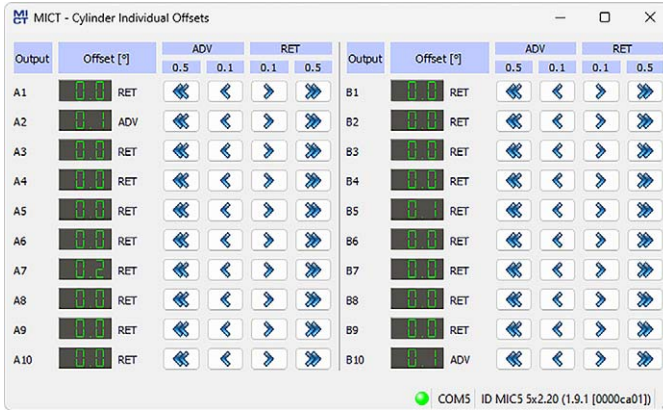 MICT MICT - Cylinder Individual Offsets
Output Offset [º] ADV RET Output Offset [º] ADV RET
0.5 0.1 0.1 0.5 0.5 0.1 0.1 0.5
A1 0.0 RET B1 0.0 RET
A2 0.1 ADV B2 0.0 RET
A3 0.0 RET B3 0.0 RET
A4 0.0 RET B4 0.0 RET
A5 0.0 RET B5 0.1 RET
A6 0.0 RET B6 0.0 RET
A7 0.2 RET B7 0.0 RET
A8 0.0 RET B8 0.0 RET
A9 0.0 RET B9 0.0 RET
A10 0.0 RET B10 0.1 ADV
COM5 ID MIC5 5x2.20 (1.9.1 [0000ca01])